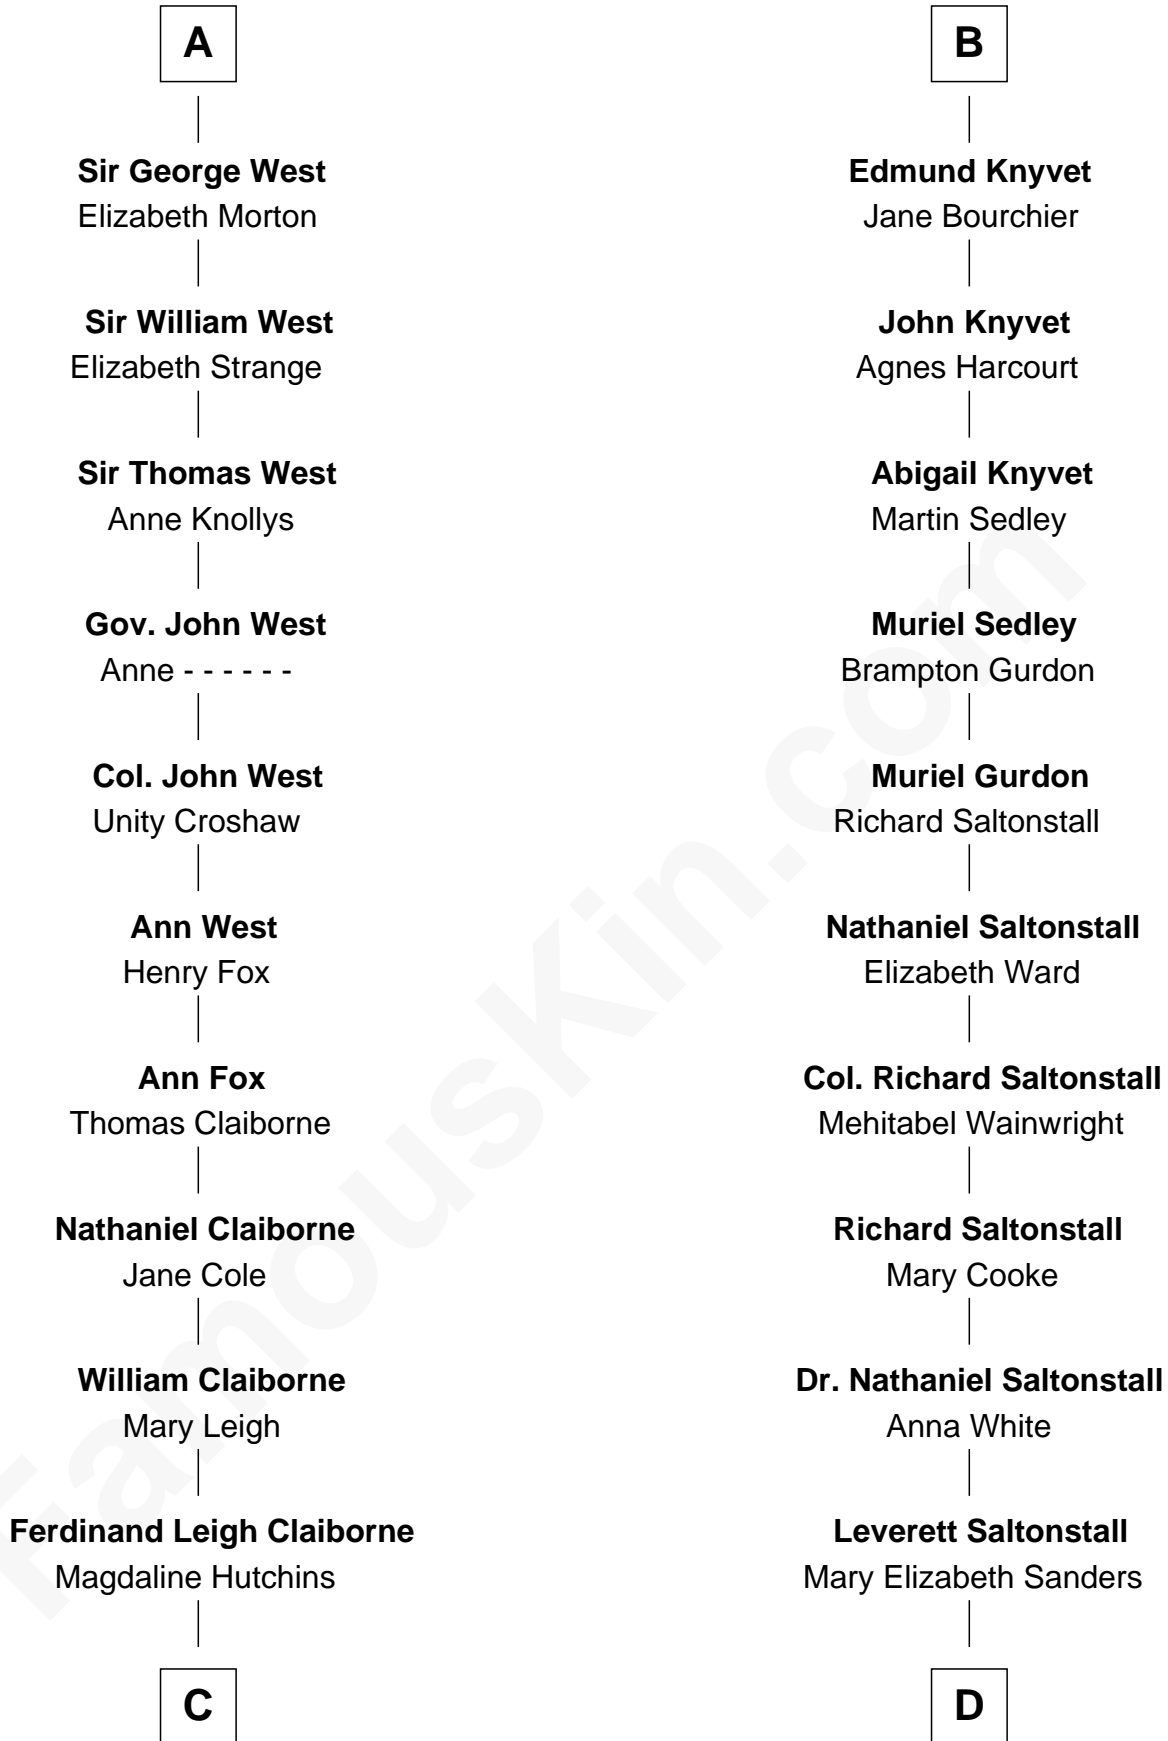 A
Sir George West
Elizabeth Morton
Sir William West
Elizabeth Strange
Sir Thomas West
Anne Knollys
Gov. John West
Anne - - - - - -
Col. John West
Unity Croshaw
Ann West
Henry Fox
Ann Fox
Thomas Claiborne
Nathaniel Claiborne
Jane Cole
William Claiborne
Mary Leigh
Ferdinand Leigh Claiborne
Magdaline Hutchins
C
B
Edmund Knyvet
Jane Bourchier
John Knyvet
Agnes Harcourt
Abigail Knyvet
Martin Sedley
Muriel Sedley
Brampton Gurdon
Muriel Gurdon
Richard Saltonstall
Nathaniel Saltonstall
Elizabeth Ward
Col. Richard Saltonstall
Mehitabel Wainwright
Richard Saltonstall
Mary Cooke
Dr. Nathaniel Saltonstall
Anna White
Leverett Saltonstall
Mary Elizabeth Sanders
D
FamousKin.com